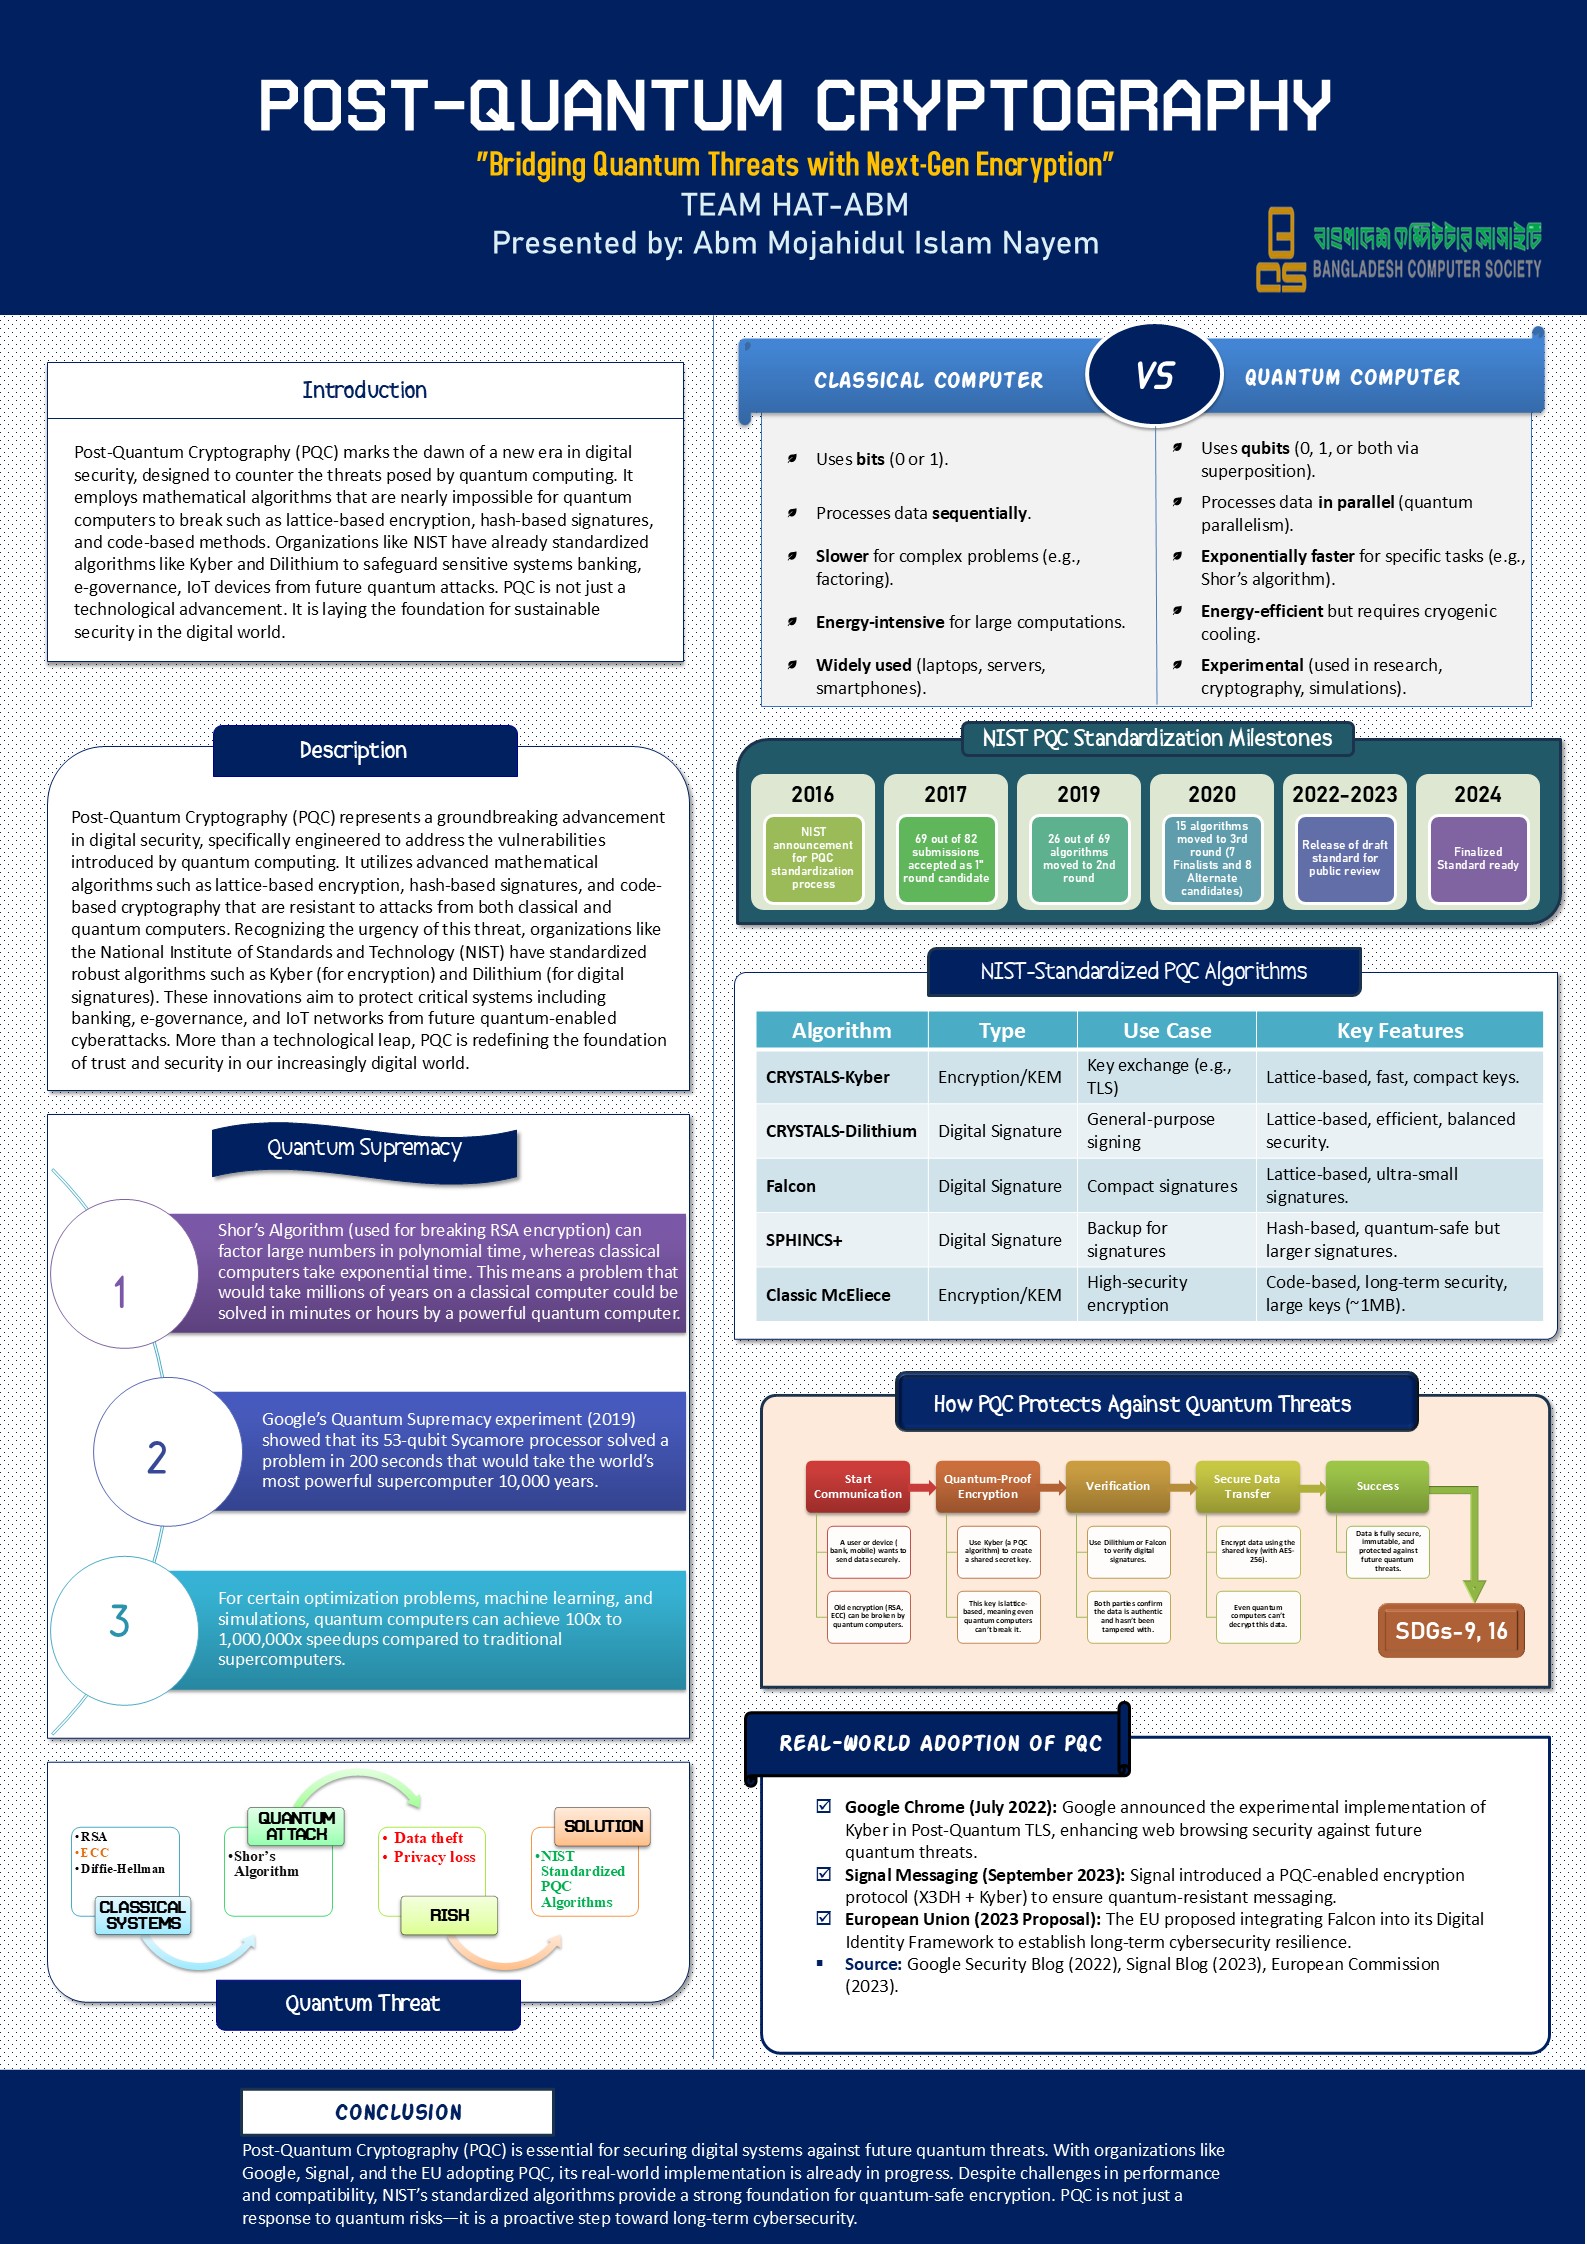 POST-QUANTUM CRYPTOGRAPHY
"Bridging Quantum Threats with Next-Gen Encryption"
TEAM HAT-ABM
Presented by: Abm Mojahidul Islam Nayem
BCS
বাংলাদেশ কম্পিউটার সোসাইটি
BANGLADESH COMPUTER SOCIETY
Introduction
Post-Quantum Cryptography (PQC) marks the dawn of a new era in digital
security, designed to counter the threats posed by quantum computing. It
employs mathematical algorithms that are nearly impossible for quantum
computers to break such as lattice-based encryption, hash-based signatures,
and code-based methods. Organizations like NIST have already standardized
algorithms like Kyber and Dilithium to safeguard sensitive systems banking,
e-governance, IoT devices from future quantum attacks. PQC is not just a
technological advancement. It is laying the foundation for sustainable
security in the digital world.
Description
Post-Quantum Cryptography (PQC) represents a groundbreaking advancement
in digital security, specifically engineered to address the vulnerabilities
introduced by quantum computing. It utilizes advanced mathematical
algorithms such as lattice-based encryption, hash-based signatures, and code-
based cryptography that are resistant to attacks from both classical and
quantum computers. Recognizing the urgency of this threat, organizations like
the National Institute of Standards and Technology (NIST) have standardized
robust algorithms such as Kyber (for encryption) and Dilithium (for digital
signatures). These innovations aim to protect critical systems including
banking, e-governance, and IoT networks from future quantum-enabled
cyberattacks. More than a technological leap, PQC is redefining the foundation
of trust and security in our increasingly digital world.
Quantum Supremacy
1
Shor's Algorithm (used for breaking RSA encryption) can
factor large numbers in polynomial time, whereas classical
computers take exponential time. This means a problem that
would take millions of years on a classical computer could be
solved in minutes or hours by a powerful quantum computer.
2
Google's Quantum Supremacy experiment (2019)
showed that its 53-qubit Sycamore processor solved a
problem in 200 seconds that would take the world's
most powerful supercomputer 10,000 years.
3
For certain optimization problems, machine learning, and
simulations, quantum computers can achieve 100x to
1,000,000x speedups compared to traditional
supercomputers.
•RSA
•ECC
•Diffie-Hellman
CLASSICAL
SYSTEMS
QUANTUM
ATTACK
•Shor's
Algorithm
• Data theft
• Privacy loss
RISH
SOLUTION
•NIST
Standardized
PQC
Algorithms
Quantum Threat
CLASSICAL COMPUTER
VS
QUANTUM COMPUTER
Uses bits (0 or 1).
Processes data sequentially.
Slower for complex problems (e.g.,
factoring).
Energy-intensive for large computations.
Widely used (laptops, servers,
smartphones).
Uses qubits (0, 1, or both via
superposition).
Processes data in parallel (quantum
parallelism).
Exponentially faster for specific tasks (e.g.,
Shor's algorithm).
Energy-efficient but requires cryogenic
cooling.
Experimental (used in research,
cryptography, simulations).
NIST PQC Standardization Milestones
2016
NIST
announcement
for PQC
standardization
process
2017
69 out of 82
submissions
accepted as 1st
round candidate
2019
26 out of 69
algorithms
moved to 2nd
round
2020
15 algorithms
moved to 3rd
round (7
Finalists and 8
Alternate
candidates)
2022-2023
Release of draft
standard for
public review
2024
Finalized
Standard ready
NIST-Standardized PQC Algorithms
Algorithm Type Use Case Key Features
CRYSTALS-Kyber Encryption/KEM Key exchange (e.g.,
TLS) Lattice-based, fast, compact keys.
CRYSTALS-Dilithium Digital Signature General-purpose
signing Lattice-based, efficient, balanced
security.
Falcon Digital Signature Compact signatures Lattice-based, ultra-small
signatures.
SPHINCS+ Digital Signature Backup for
signatures Hash-based, quantum-safe but
larger signatures.
Classic McEliece Encryption/KEM High-security
encryption Code-based, long-term security,
large keys (~1MB).
How PQC Protects Against Quantum Threats
Start
Communication
A user or device (
bank, mobile) wants to
send data securely.
Old encryption (RSA,
ECC) can be broken by
quantum computers.
Quantum-Proof
Encryption
Use Kyber (a PQC
algorithm) to create
a shared secret key.
This key is lattice-
based, meaning even
quantum computers
can't break it.
Verification
Use Dilithium or Falcon
to verify digital
signatures.
Both parties confirm
the data is authentic
and hasn't been
tampered with.
Secure Data
Transfer
Encrypt data using the
shared key (with AES-
256).
Even quantum
computers can't
decrypt this data.
Success
Data is fully secure,
immutable, and
protected against
future quantum
threats.
SDGs-9, 16
REAL-WORLD ADOPTION OF PQC
Google Chrome (July 2022): Google announced the experimental implementation of
Kyber in Post-Quantum TLS, enhancing web browsing security against future
quantum threats.
Signal Messaging (September 2023): Signal introduced a PQC-enabled encryption
protocol (X3DH + Kyber) to ensure quantum-resistant messaging.
European Union (2023 Proposal): The EU proposed integrating Falcon into its Digital
Identity Framework to establish long-term cybersecurity resilience.
Source: Google Security Blog (2022), Signal Blog (2023), European Commission
(2023).
CONCLUSION
Post-Quantum Cryptography (PQC) is essential for securing digital systems against future quantum threats. With organizations like
Google, Signal, and the EU adopting PQC, its real-world implementation is already in progress. Despite challenges in performance
and compatibility, NIST's standardized algorithms provide a strong foundation for quantum-safe encryption. PQC is not just a
response to quantum risks—it is a proactive step toward long-term cybersecurity.